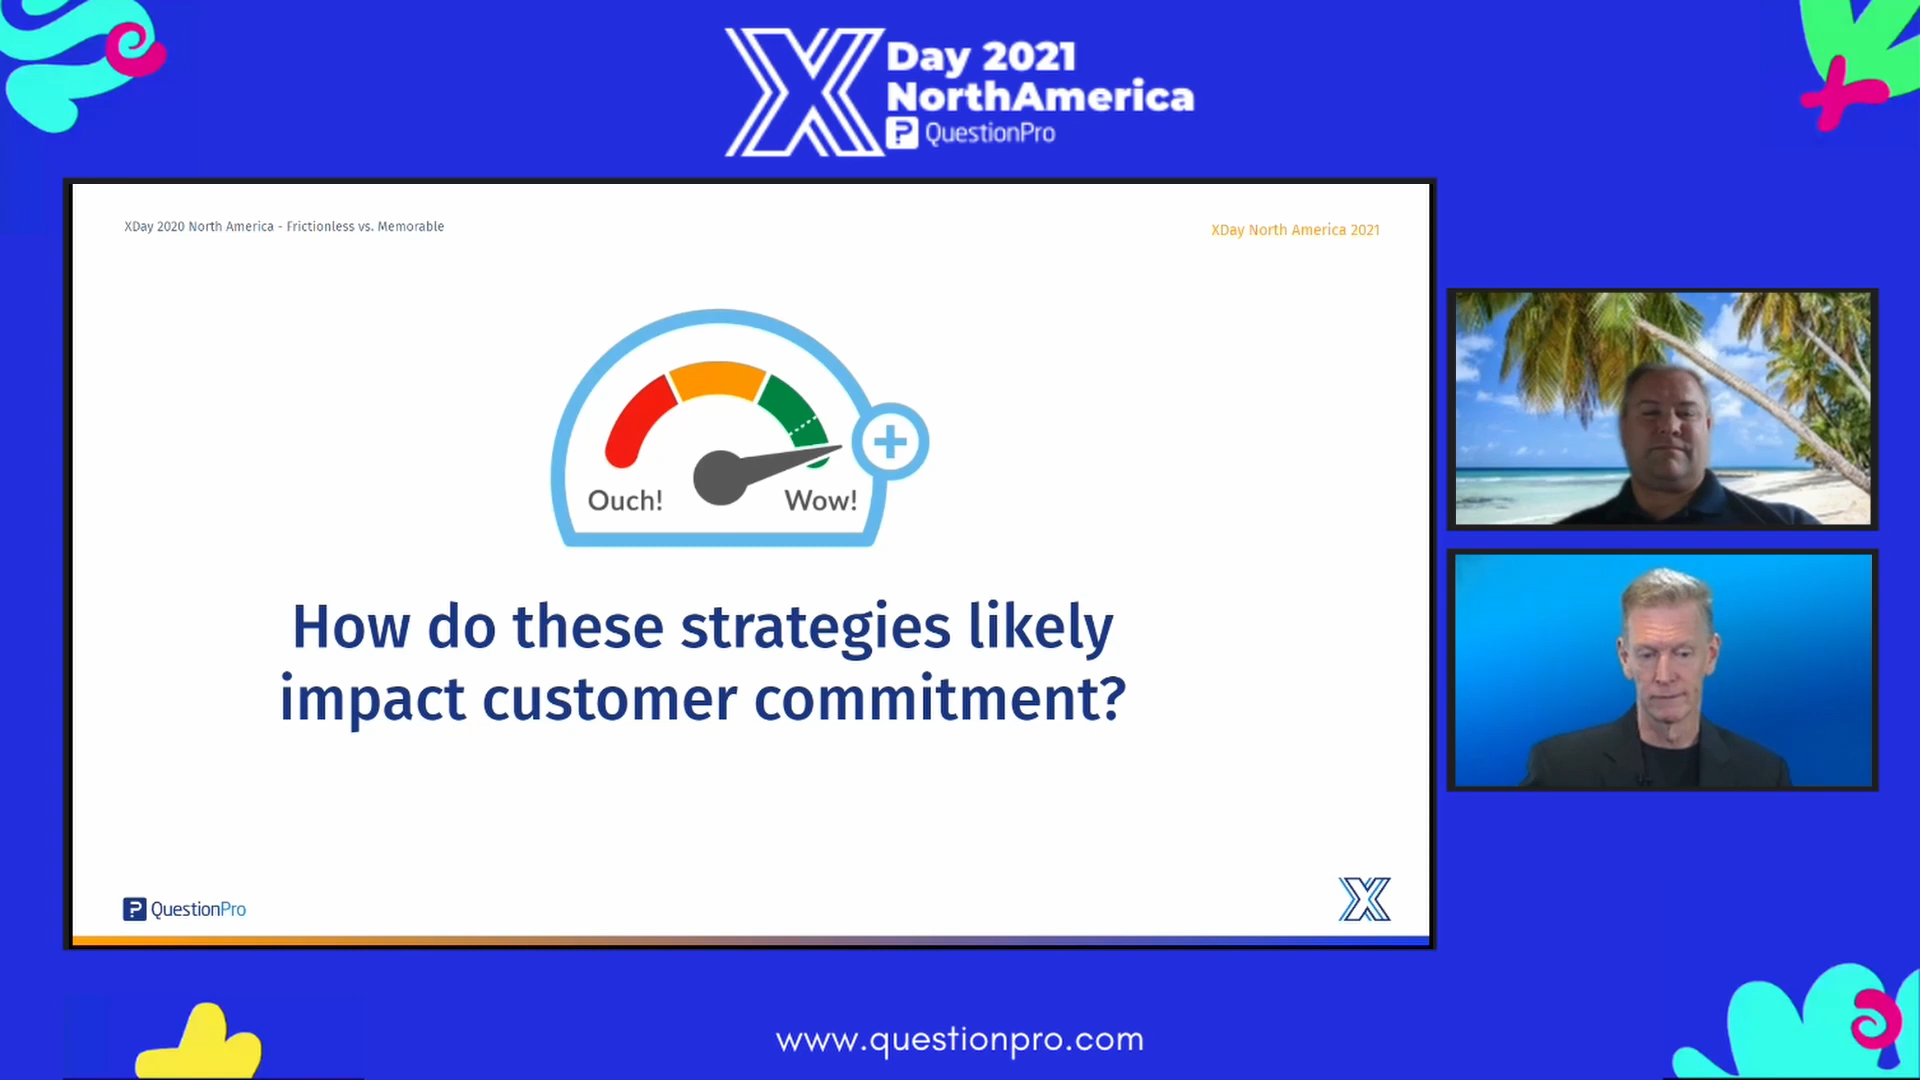 X Day 2021
NorthAmerica
QuestionPro
XDay 2020 North America - Frictionless vs. Memorable
XDay North America 2021
Ouch!
Wow!
How do these strategies likely
impact customer commitment?
QuestionPro
X
www.questionpro.com